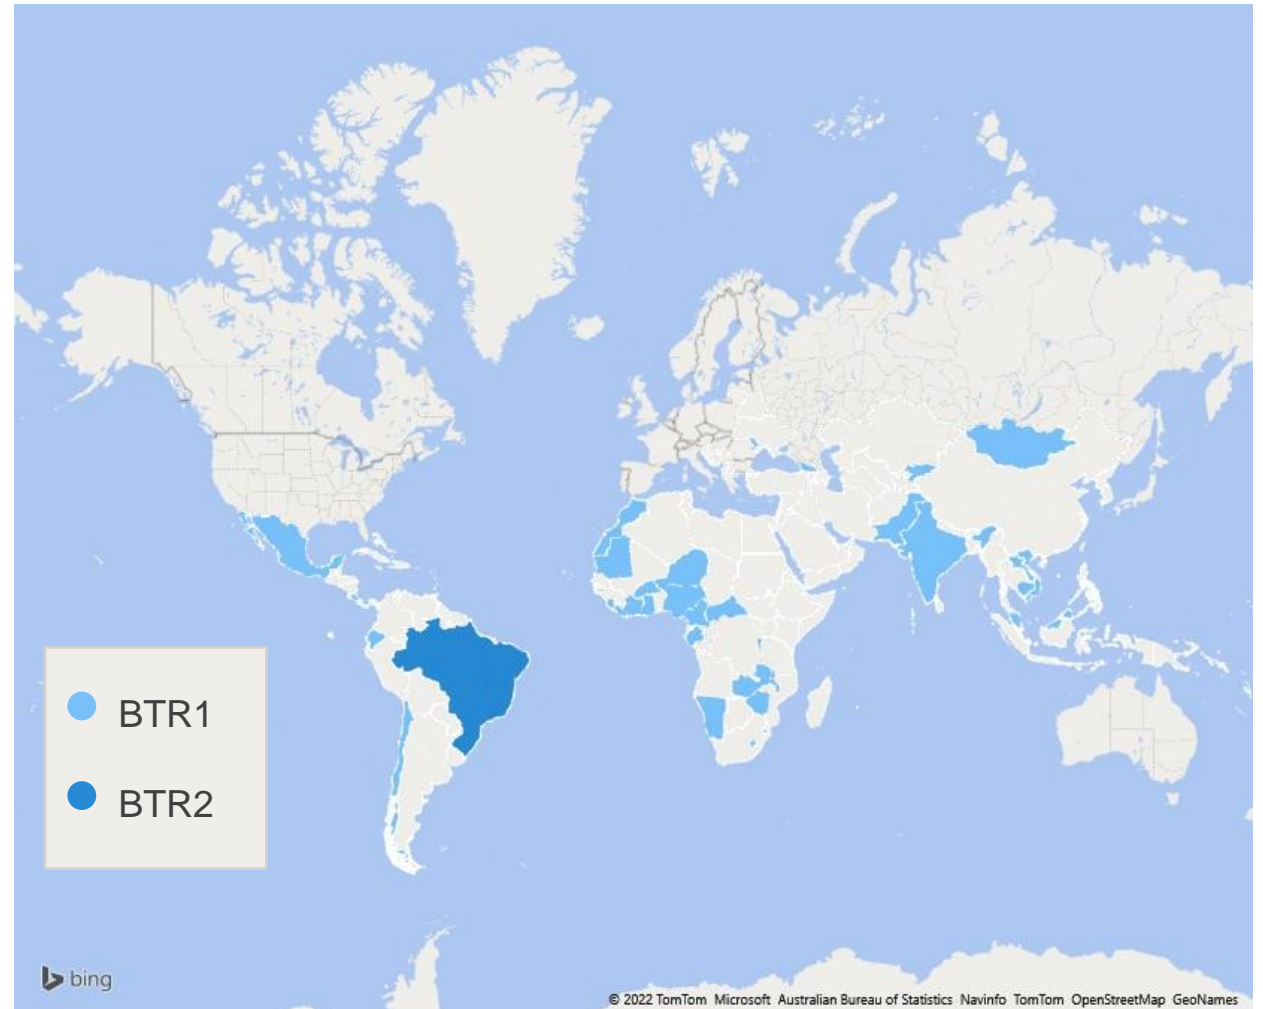 BTR1
BTR2
bing
© 2022 TomTom Microsoft Australian Bureau of Statistics Navinfo TomTom OpenStreetMap GeoNames